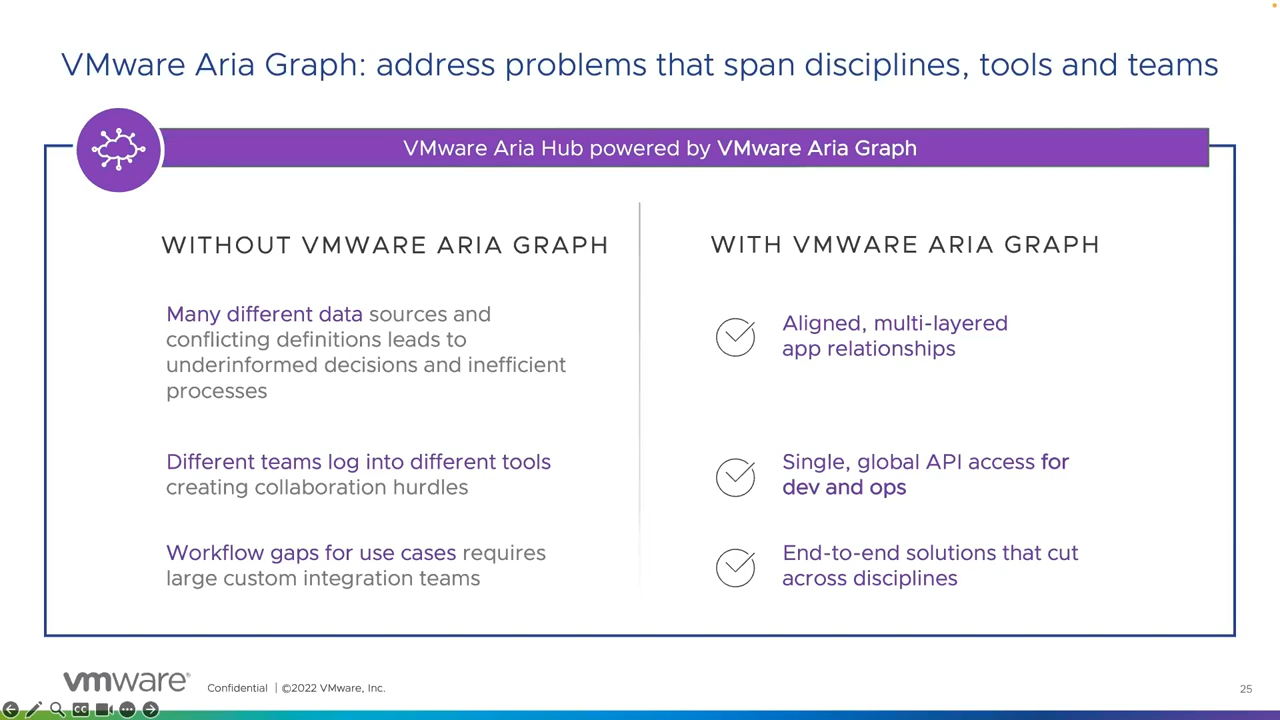 VMware Aria Graph: address problems that span disciplines, tools and teams
VMware Aria Hub powered by VMware Aria Graph
WITHOUT VMWARE ARIA GRAPH
Many different data sources and
conflicting definitions leads to
underinformed decisions and inefficient
processes
Different teams log into different tools
creating collaboration hurdles
Workflow gaps for use cases requires
large custom integration teams
WITH VMWARE ARIA GRAPH
Aligned, multi-layered
app relationships
Single, global API access for
dev and ops
End-to-end solutions that cut
across disciplines
vmware®
Confidential | ©2022 VMware, Inc.
25
CC